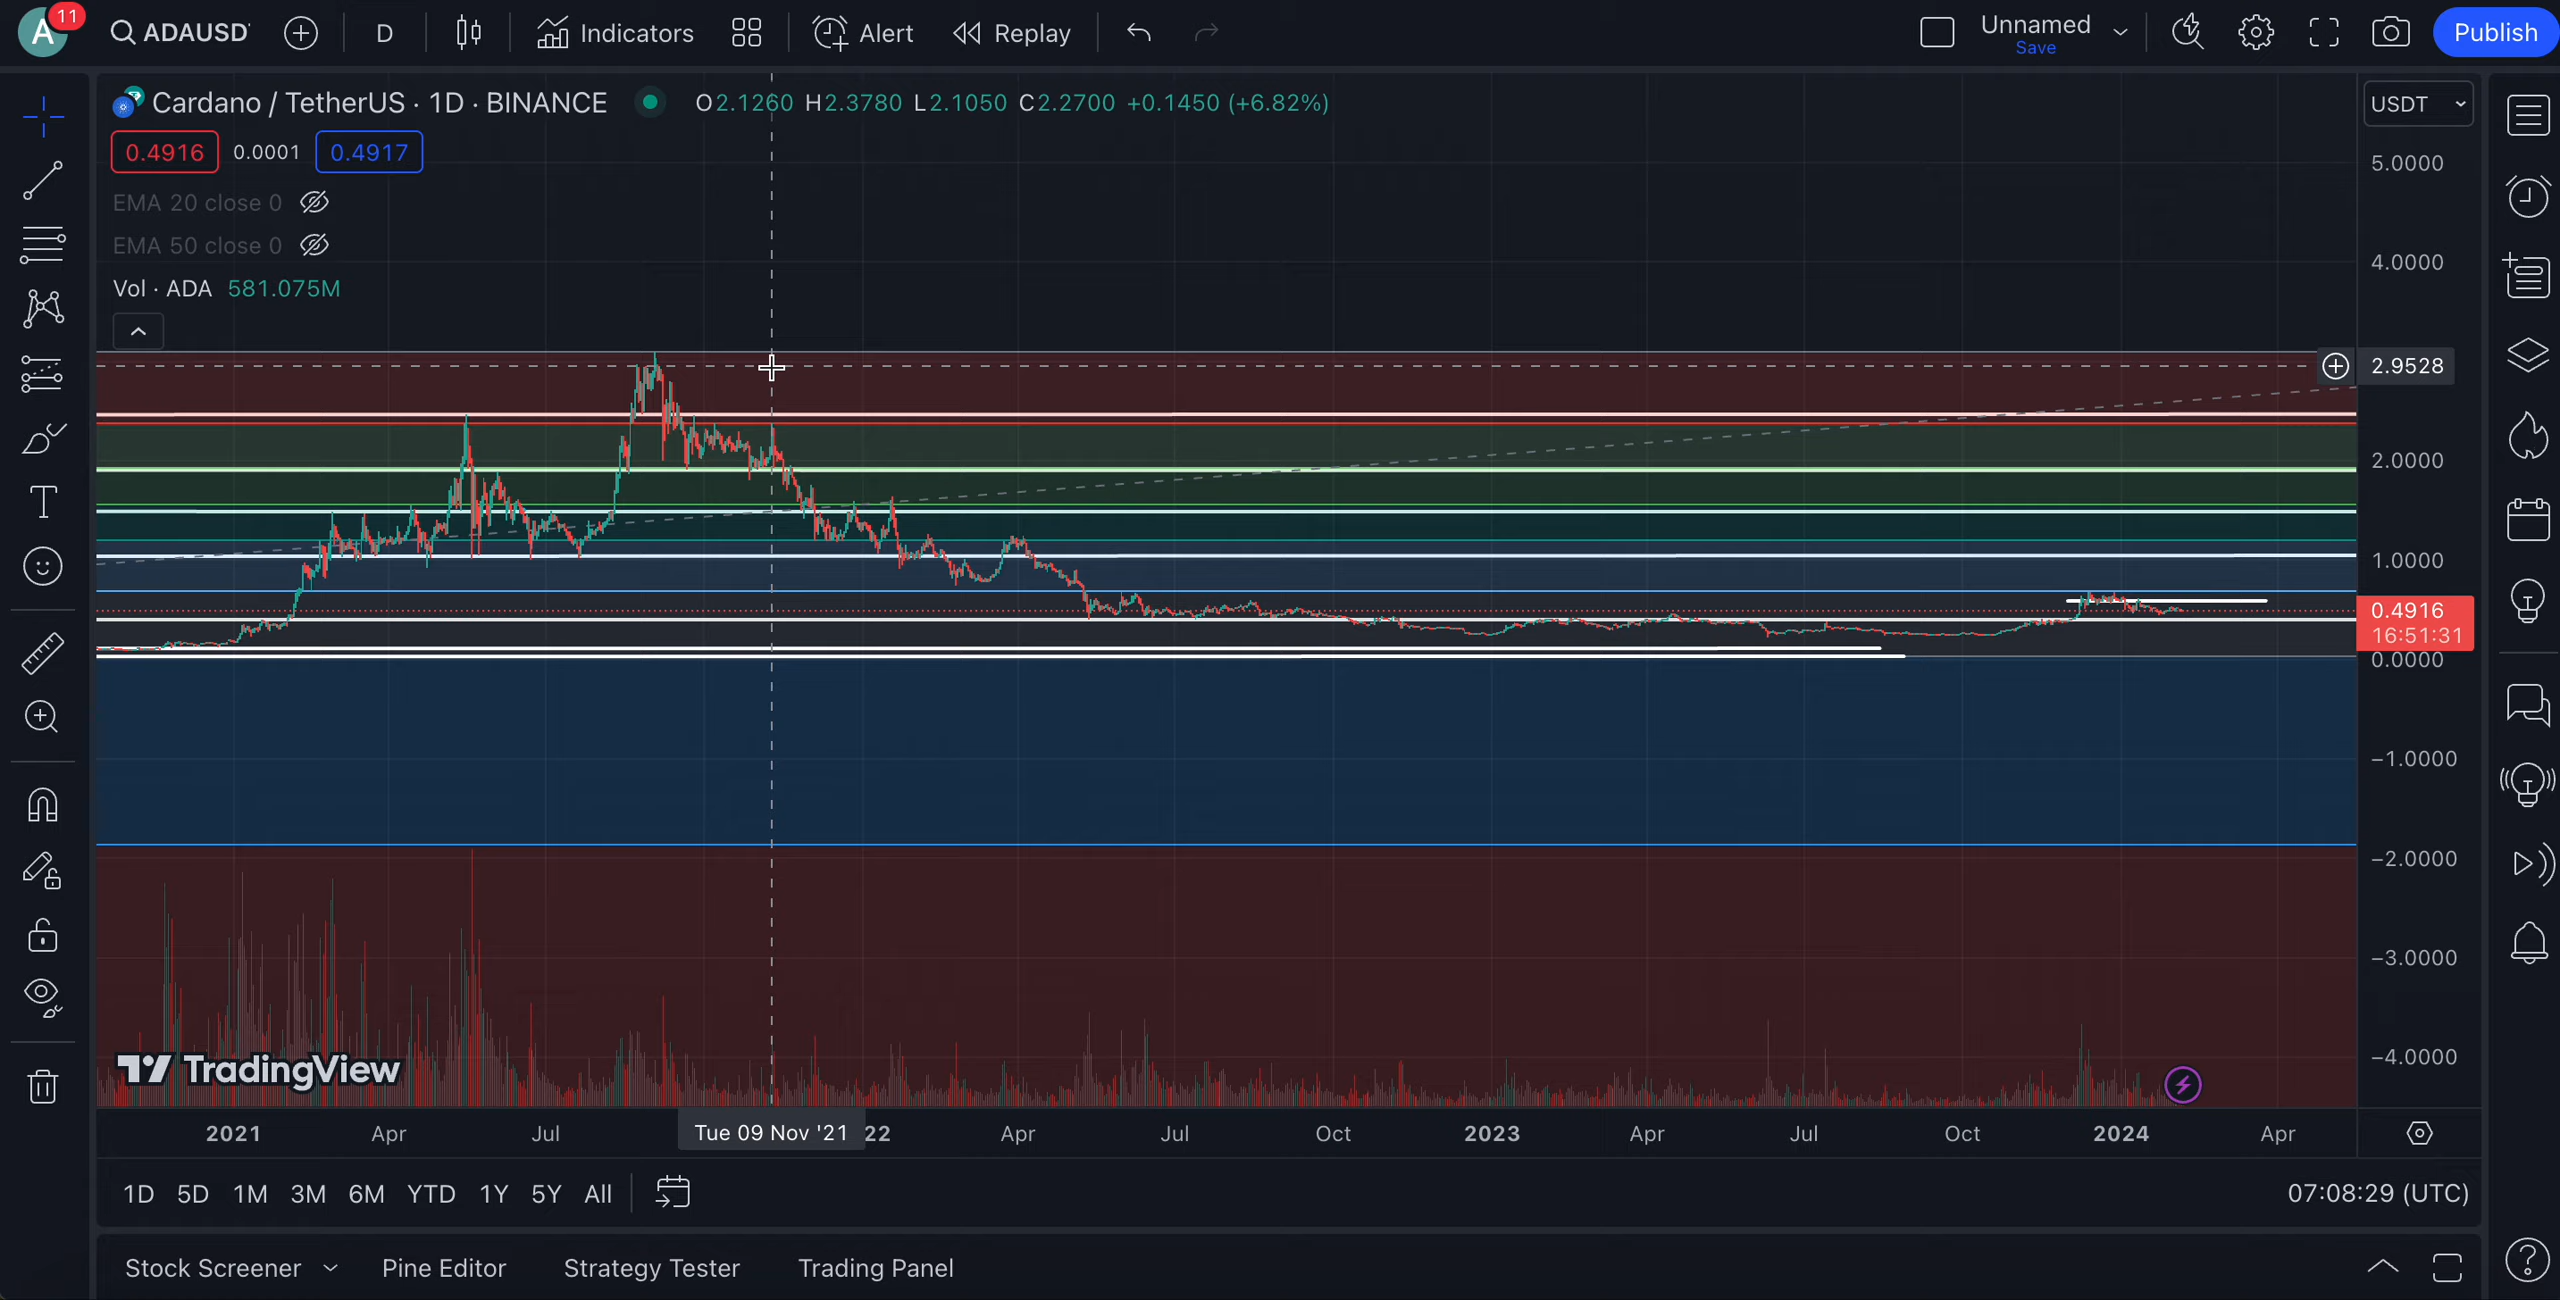 A 11 ADAUSD D Indicators Alert Replay Unnamed Save Publish
Cardano / TetherUS · 1D · BINANCE O2.1260 H2.3780 L2.1050 C2.2700 +0.1450 (+6.82%) USDT
0.4916 0.0001 0.4917
EMA 20 close 0
EMA 50 close 0
Vol · ADA 581.075M
5.0000
4.0000
2.9528
2.0000
1.0000
0.4916
16:51:31
0.0000
−1.0000
−2.0000
−3.0000
−4.0000
TradingView
2021 Apr Jul Tue 09 Nov '21 22 Apr Jul Oct 2023 Apr Jul Oct 2024 Apr
1D 5D 1M 3M 6M YTD 1Y 5Y All 07:08:29 (UTC)
Stock Screener Pine Editor Strategy Tester Trading Panel